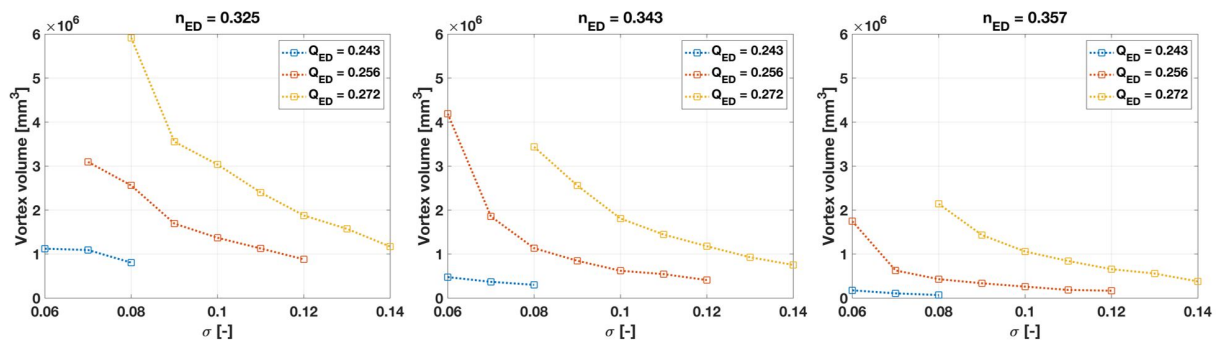 n_ED = 0.325
×10^6
6
5
4
3
2
1
0
Vortex volume [mm^3]
0.06
0.08
0.1
0.12
0.14
σ [-]
Q_ED = 0.243
Q_ED = 0.256
Q_ED = 0.272
n_ED = 0.343
×10^6
6
5
4
3
2
1
0
Vortex volume [mm^3]
0.06
0.08
0.1
0.12
0.14
σ [-]
Q_ED = 0.243
Q_ED = 0.256
Q_ED = 0.272
n_ED = 0.357
×10^6
6
5
4
3
2
1
0
Vortex volume [mm^3]
0.06
0.08
0.1
0.12
0.14
σ [-]
Q_ED = 0.243
Q_ED = 0.256
Q_ED = 0.272